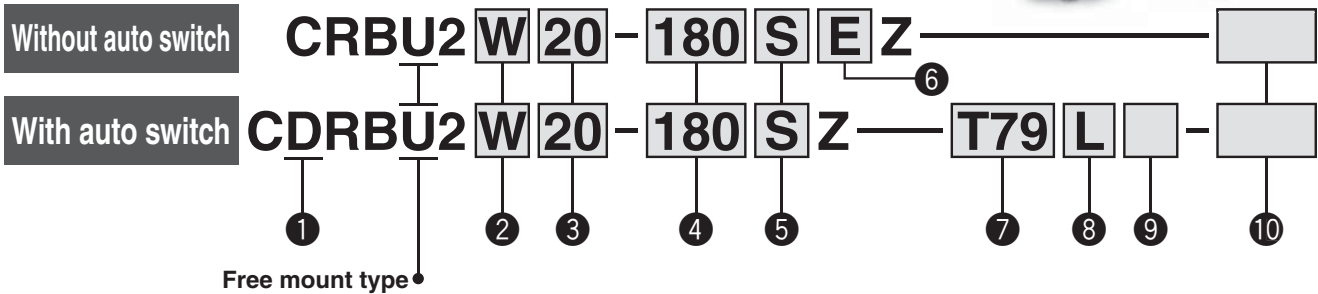 Without auto switch CRBU2 W 20 - 180 S E Z
6
With auto switch CDRBU2 W 20 - 180 S Z T79 L -
1 2 3 4 5 7 8 9 10
Free mount type